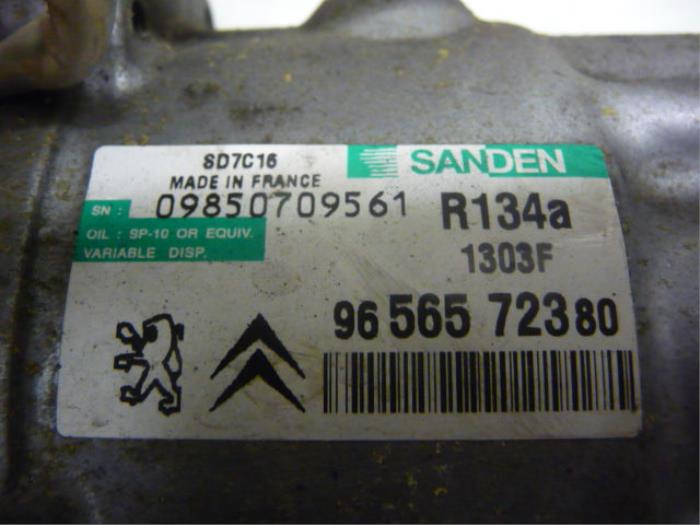 SD7C16
MADE IN FRANCE
SANDEN
SN : 09850709561
R134a
OIL : SP-10 OR EQUIV.
VARIABLE DISP.
1303F
96 565 723 80